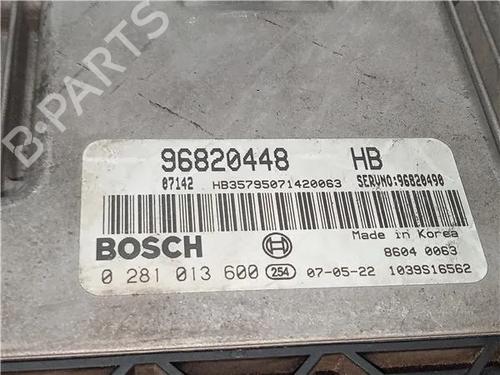 B-PARTS
96820448 HB
07142 HB35795071420063 SERVNO:96820490
BOSCH
Made in Korea
8604 0063
0 281 013 600 254 07-05-22 1039S16562